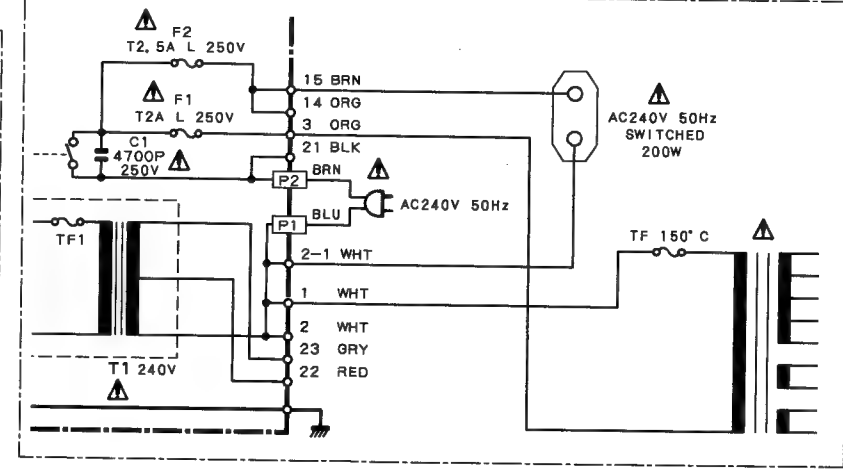 F2
T2.5A L 250V
15 BRN
14 ORG
F1
T2A L 250V
3 ORG
AC240V 50Hz
SWITCHED
200W
C1
4700P
250V
21 BLK
P2
BRN
AC240V 50Hz
P1
BLU
TF1
2-1 WHT
TF 150°C
1 WHT
2 WHT
23 GRY
22 RED
T1 240V